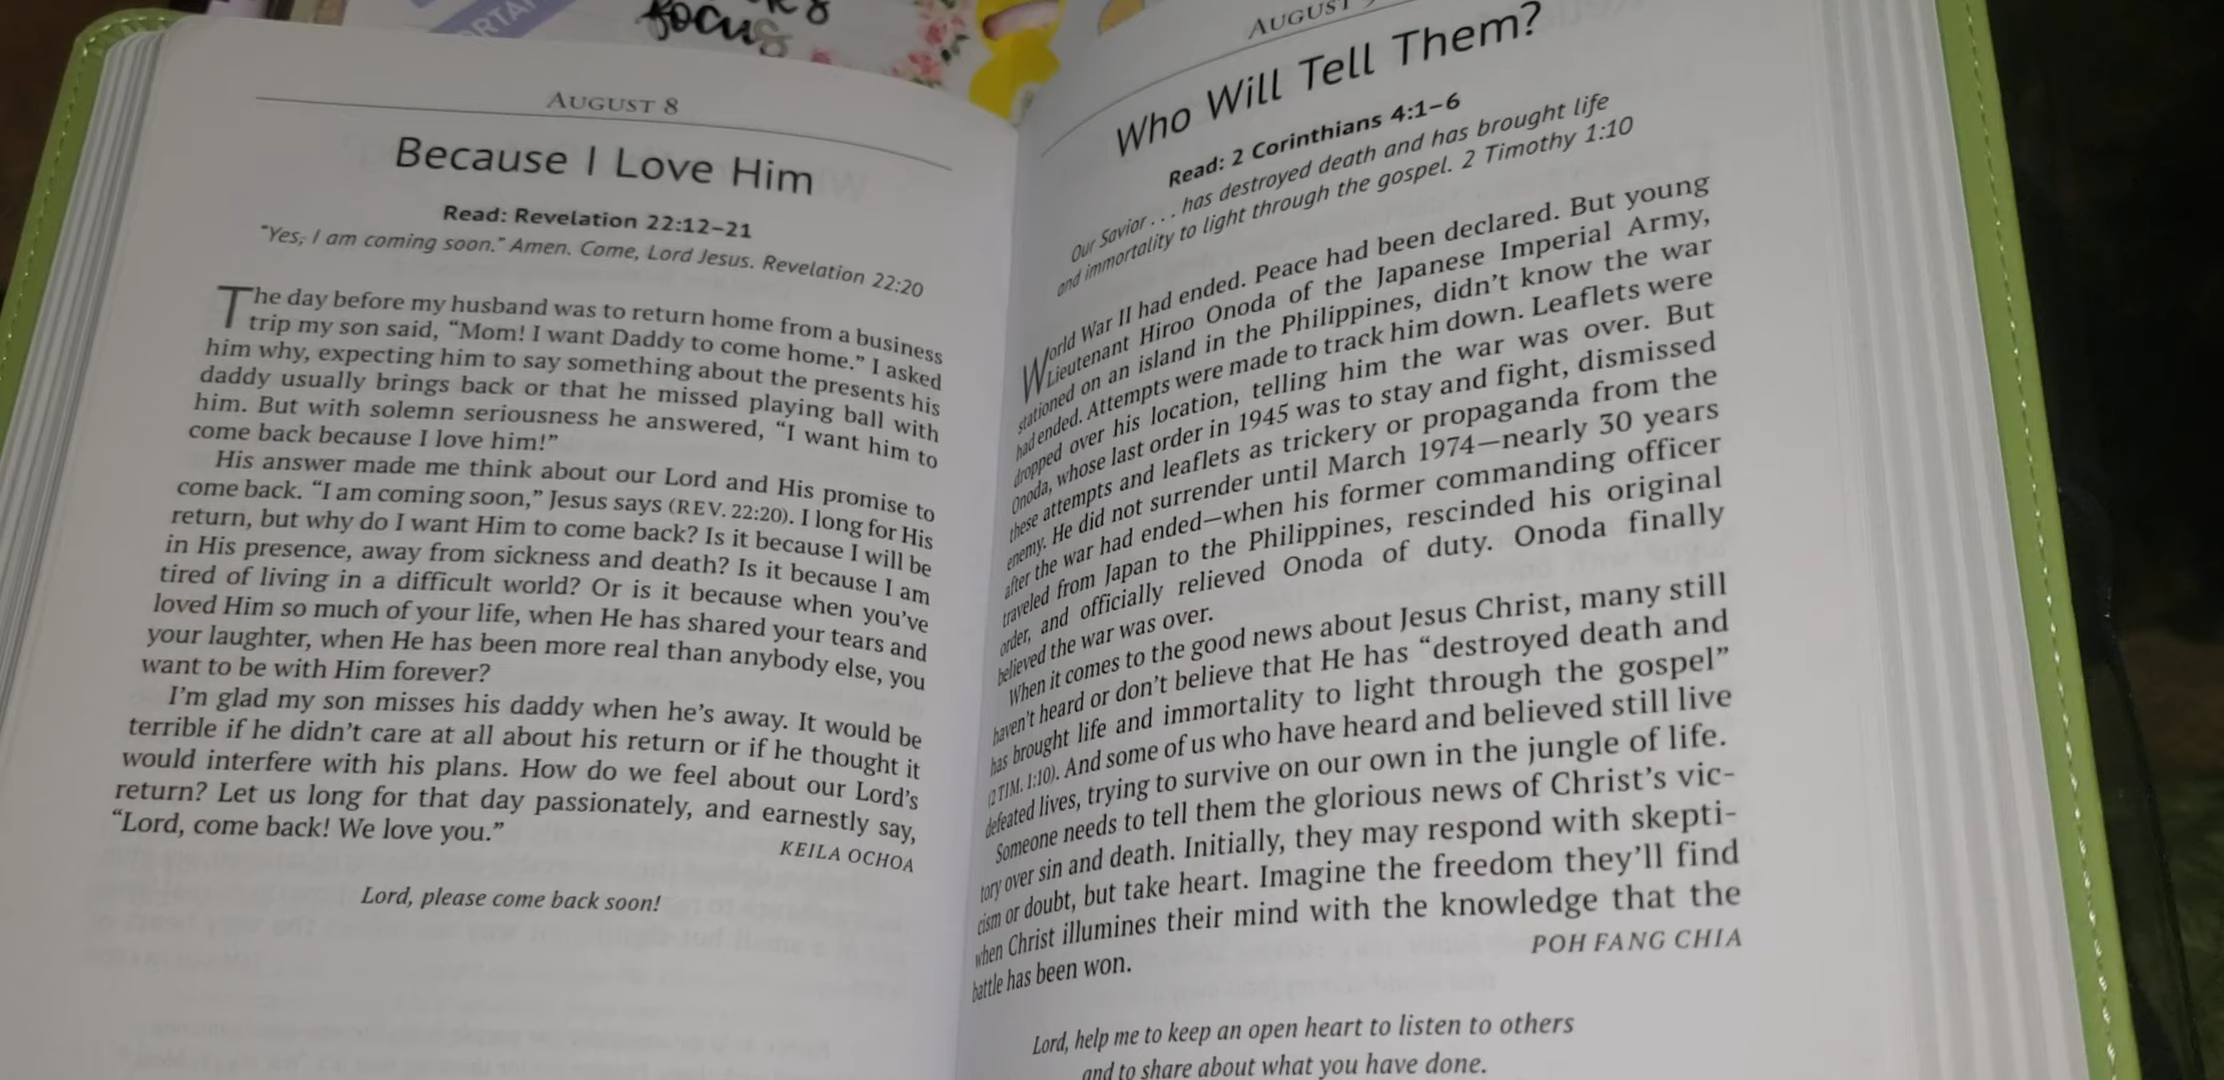 ORTA
& 
focus
AUGUST 8
Because I Love Him
Read: Revelation 22:12–21
“Yes, I am coming soon.” Amen. Come, Lord Jesus. Revelation 22:20
The day before my husband was to return home from a business
trip my son said, “Mom! I want Daddy to come home.” I asked
him why, expecting him to say something about the presents his
daddy usually brings back or that he missed playing ball with
him. But with solemn seriousness he answered, “I want him to
come back because I love him!”
His answer made me think about our Lord and His promise to
come back. “I am coming soon,” Jesus says (REV. 22:20). I long for His
return, but why do I want Him to come back? Is it because I will be
in His presence, away from sickness and death? Is it because I am
tired of living in a difficult world? Or is it because when you’ve
loved Him so much of your life, when He has shared your tears and
your laughter, when He has been more real than anybody else, you
want to be with Him forever?
I’m glad my son misses his daddy when he’s away. It would be
terrible if he didn’t care at all about his return or if he thought it
would interfere with his plans. How do we feel about our Lord’s
return? Let us long for that day passionately, and earnestly say,
“Lord, come back! We love you.”
KEILA OCHOA
Lord, please come back soon!
AUGUST
Who Will Tell Them?
Read: 2 Corinthians 4:1–6
Our Savior . . . has destroyed death and has brought life
and immortality to light through the gospel. 2 Timothy 1:10
World War II had ended. Peace had been declared. But young
Lieutenant Hiroo Onoda of the Japanese Imperial Army,
stationed on an island in the Philippines, didn’t know the war
had ended. Attempts were made to track him down. Leaflets were
dropped over his location, telling him the war was over. But
Onoda, whose last order in 1945 was to stay and fight, dismissed
these attempts and leaflets as trickery or propaganda from the
enemy. He did not surrender until March 1974—nearly 30 years
after the war had ended—when his former commanding officer
traveled from Japan to the Philippines, rescinded his original
order, and officially relieved Onoda of duty. Onoda finally
believed the war was over.
When it comes to the good news about Jesus Christ, many still
haven’t heard or don’t believe that He has “destroyed death and
has brought life and immortality to light through the gospel”
(2 TIM. 1:10). And some of us who have heard and believed still live
defeated lives, trying to survive on our own in the jungle of life.
Someone needs to tell them the glorious news of Christ’s vic-
tory over sin and death. Initially, they may respond with skepti-
cism or doubt, but take heart. Imagine the freedom they’ll find
when Christ illumines their mind with the knowledge that the
battle has been won.
POH FANG CHIA
Lord, help me to keep an open heart to listen to others
and to share about what you have done.